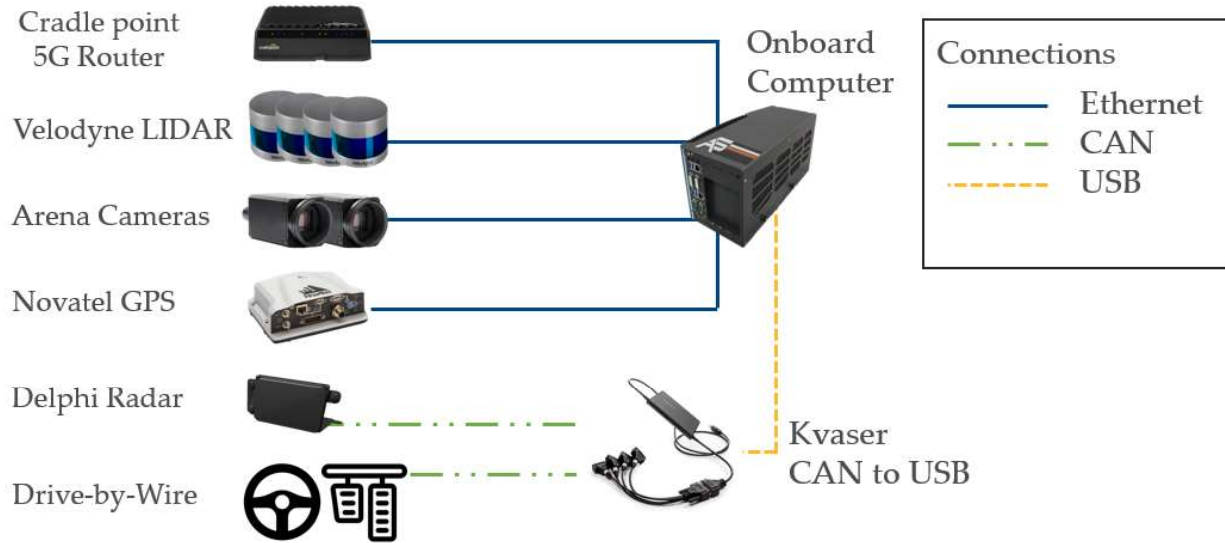 Cradle point
5G Router
Velodyne LIDAR
Arena Cameras
Novatel GPS
Delphi Radar
Drive-by-Wire
Onboard
Computer
Kvaser
CAN to USB
Connections
Ethernet
CAN
USB